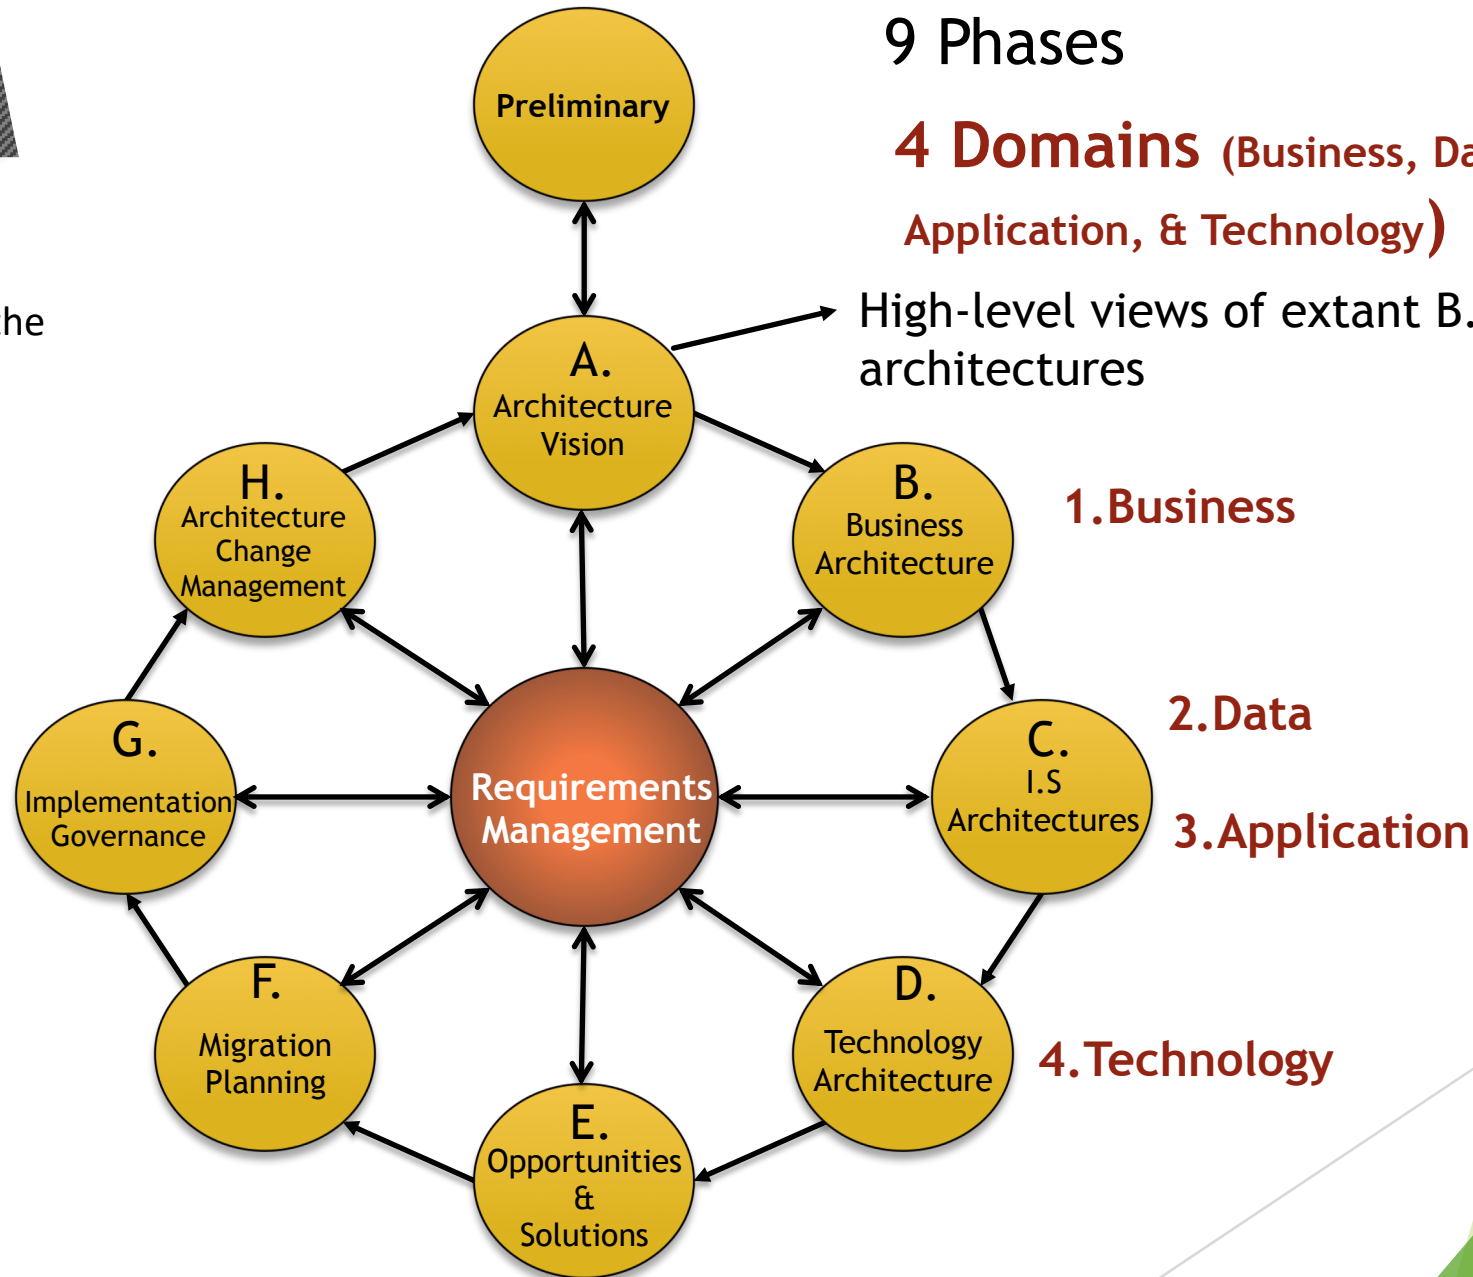 9 Phases
4 Domains (Business, Da
Application, & Technology)
the
High-level views of extant B.
architectures
Preliminary
A.
Architecture
Vision
B.
Business
Architecture
1.Business
C.
I.S
Architectures
2.Data
3.Application
D.
Technology
Architecture
4.Technology
E.
Opportunities
&
Solutions
F.
Migration
Planning
G.
Implementation
Governance
H.
Architecture
Change
Management
Requirements
Management